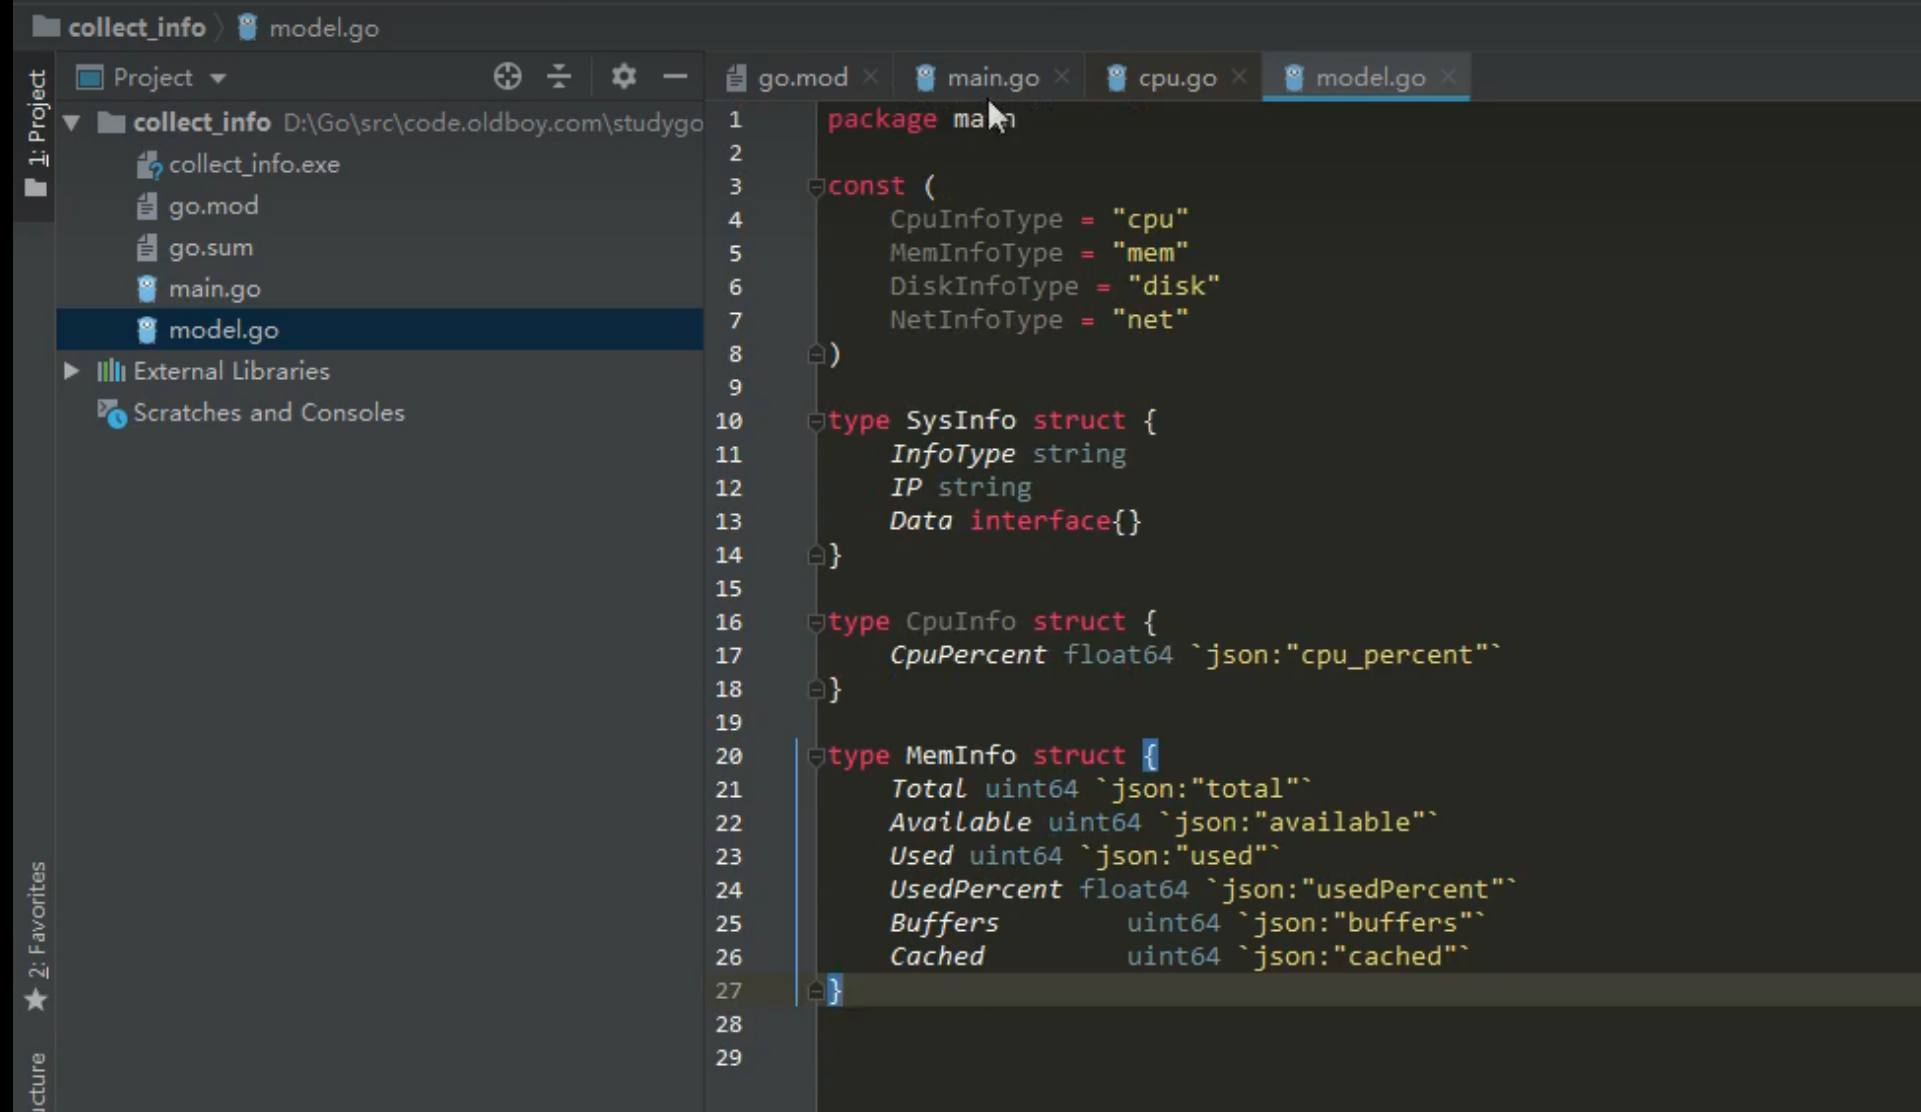 collect_info model.go
Project
go.mod main.go cpu.go model.go
1: Project
collect_info D:\Go\src\code.oldboy.com\studygo
collect_info.exe
go.mod
go.sum
main.go
model.go
External Libraries
Scratches and Consoles
2: Favorites
1 package main
2
3 const (
4 CpuInfoType = "cpu"
5 MemInfoType = "mem"
6 DiskInfoType = "disk"
7 NetInfoType = "net"
8 )
9
10 type SysInfo struct {
11 InfoType string
12 IP string
13 Data interface{}
14 }
15
16 type CpuInfo struct {
17 CpuPercent float64 `json:"cpu_percent"`
18 }
19
20 type MemInfo struct {
21 Total uint64 `json:"total"`
22 Available uint64 `json:"available"`
23 Used uint64 `json:"used"`
24 UsedPercent float64 `json:"usedPercent"`
25 Buffers uint64 `json:"buffers"`
26 Cached uint64 `json:"cached"`
27 }
28
29